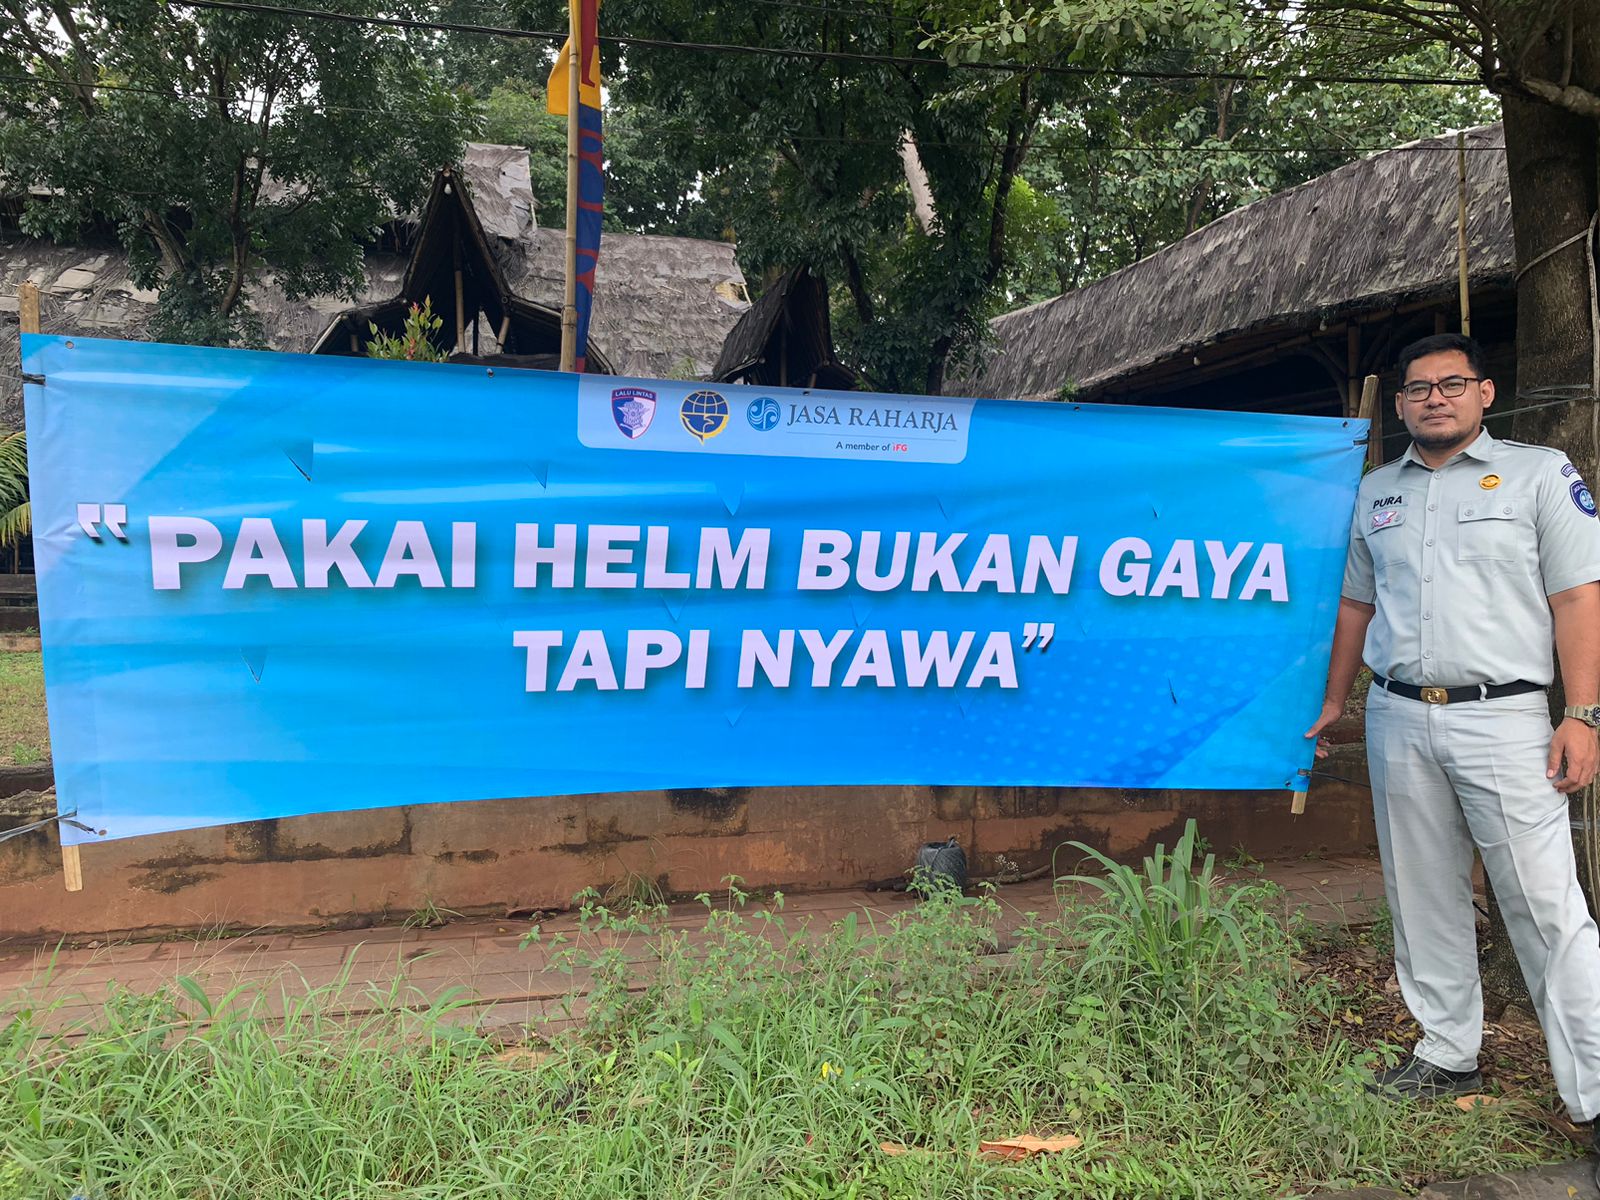 LALU LINTAS
JASA RAHARJA
A member of IFG
“PAKAI HELM BUKAN GAYA
TAPI NYAWA”
PURA